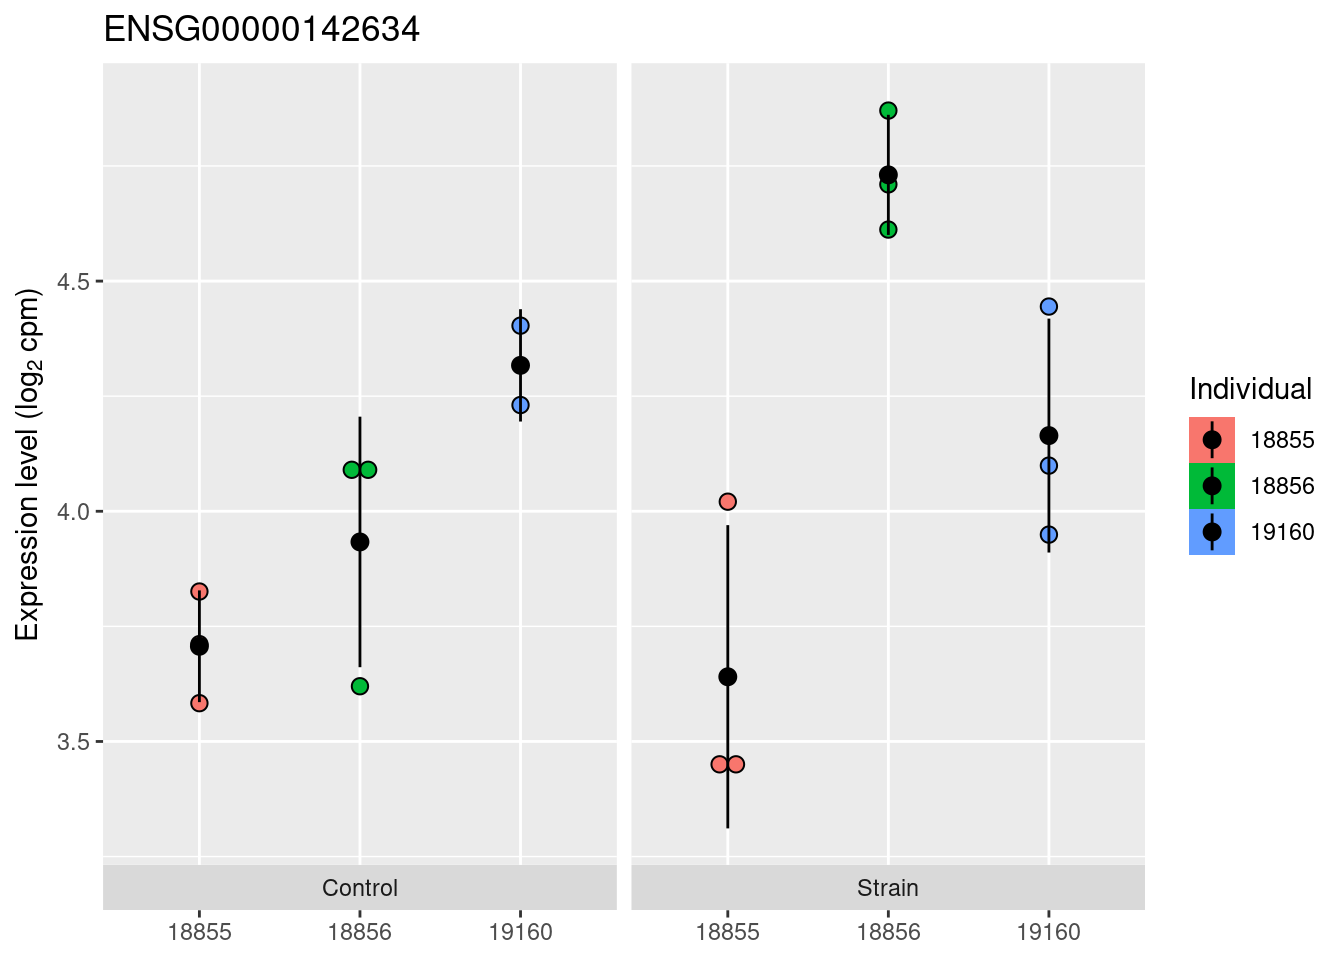 ENSG00000142634
Expression level (log₂ cpm)
4.5
4.0
3.5
Control
Strain
18855
18856
19160
18855
18856
19160
Individual
18855
18856
19160